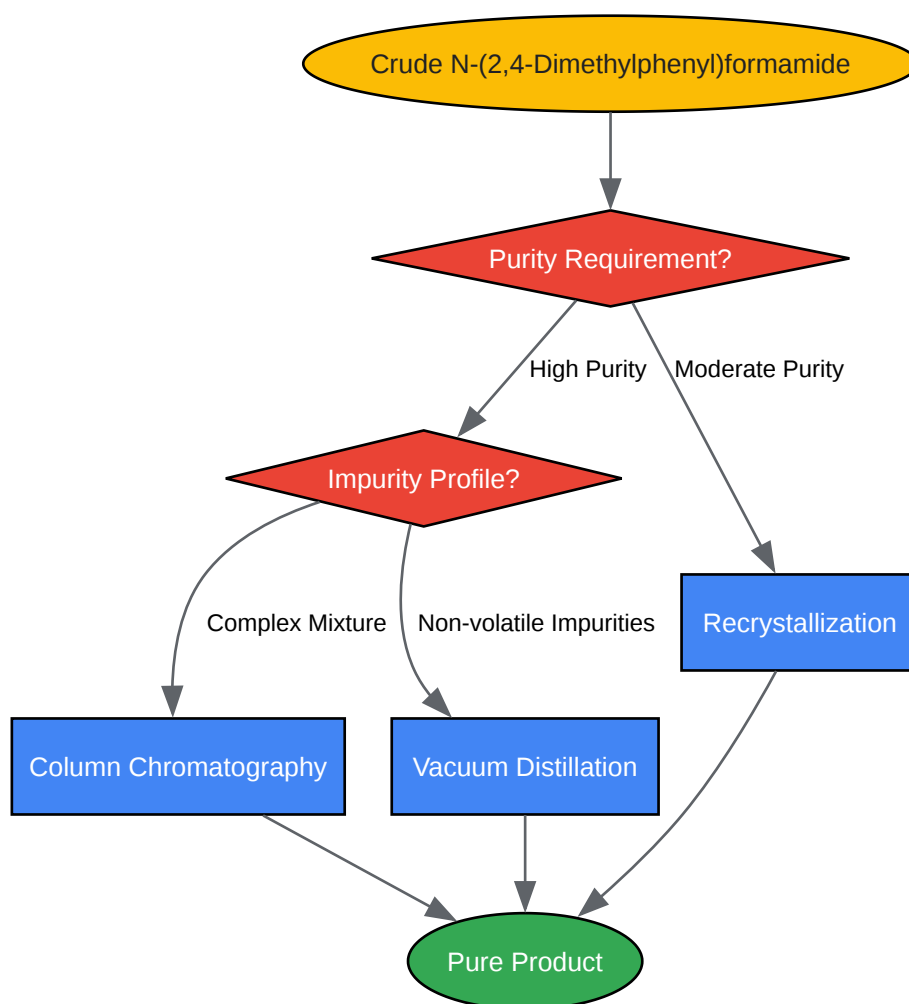 Crude N-(2,4-Dimethylphenyl)formamide
Purity Requirement?
High Purity
Moderate Purity
Impurity Profile?
Complex Mixture
Non-volatile Impurities
Recrystallization
Column Chromatography
Vacuum Distillation
Pure Product